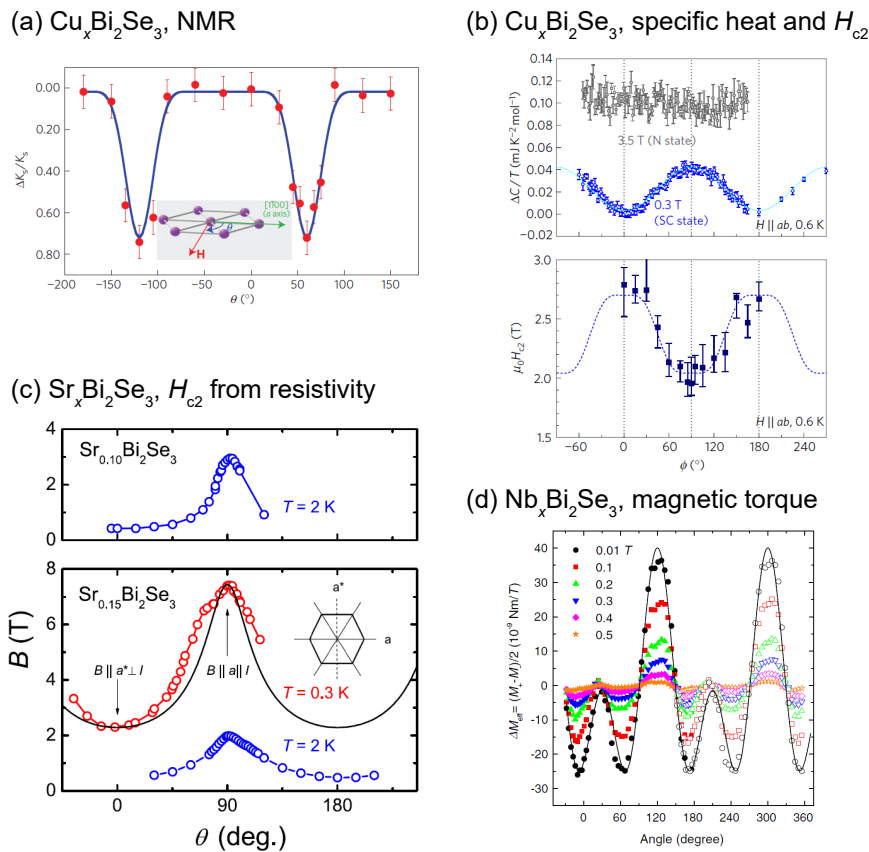 (a) CuxBi2Se3, NMR
0.00
0.20
0.40
0.60
0.80
ΔKs/Ks
[11̄00]
(a axis)
θ
H
−200 −150 −100 −50 0 50 100 150 200
θ (°)
(b) CuxBi2Se3, specific heat and Hc2
0.14
0.12
0.10
0.08
0.06
0.04
0.02
0.00
−0.02
ΔC/T (mJ K−2 mol−1)
3.5 T (N state)
0.3 T
(SC state)
H || ab, 0.6 K
3.0
2.5
2.0
1.5
μ0Hc2 (T)
H || ab, 0.6 K
−60 0 60 120 180 240
ϕ (°)
(c) SrxBi2Se3, Hc2 from resistivity
4
2
0
Sr0.10Bi2Se3
T = 2 K
8
6
4
2
0
B (T)
Sr0.15Bi2Se3
a*
a
B || a*⊥ I
B || a|| I
T = 0.3 K
T = 2 K
0 90 180
θ (deg.)
(d) NbxBi2Se3, magnetic torque
40
30
20
10
0
-10
-20
-30
ΔMeff= (M+-M-)/2 (10-9 Nm/T)
0.01 T
0.1
0.2
0.3
0.4
0.5
0 60 120 180 240 300 360
Angle (degree)